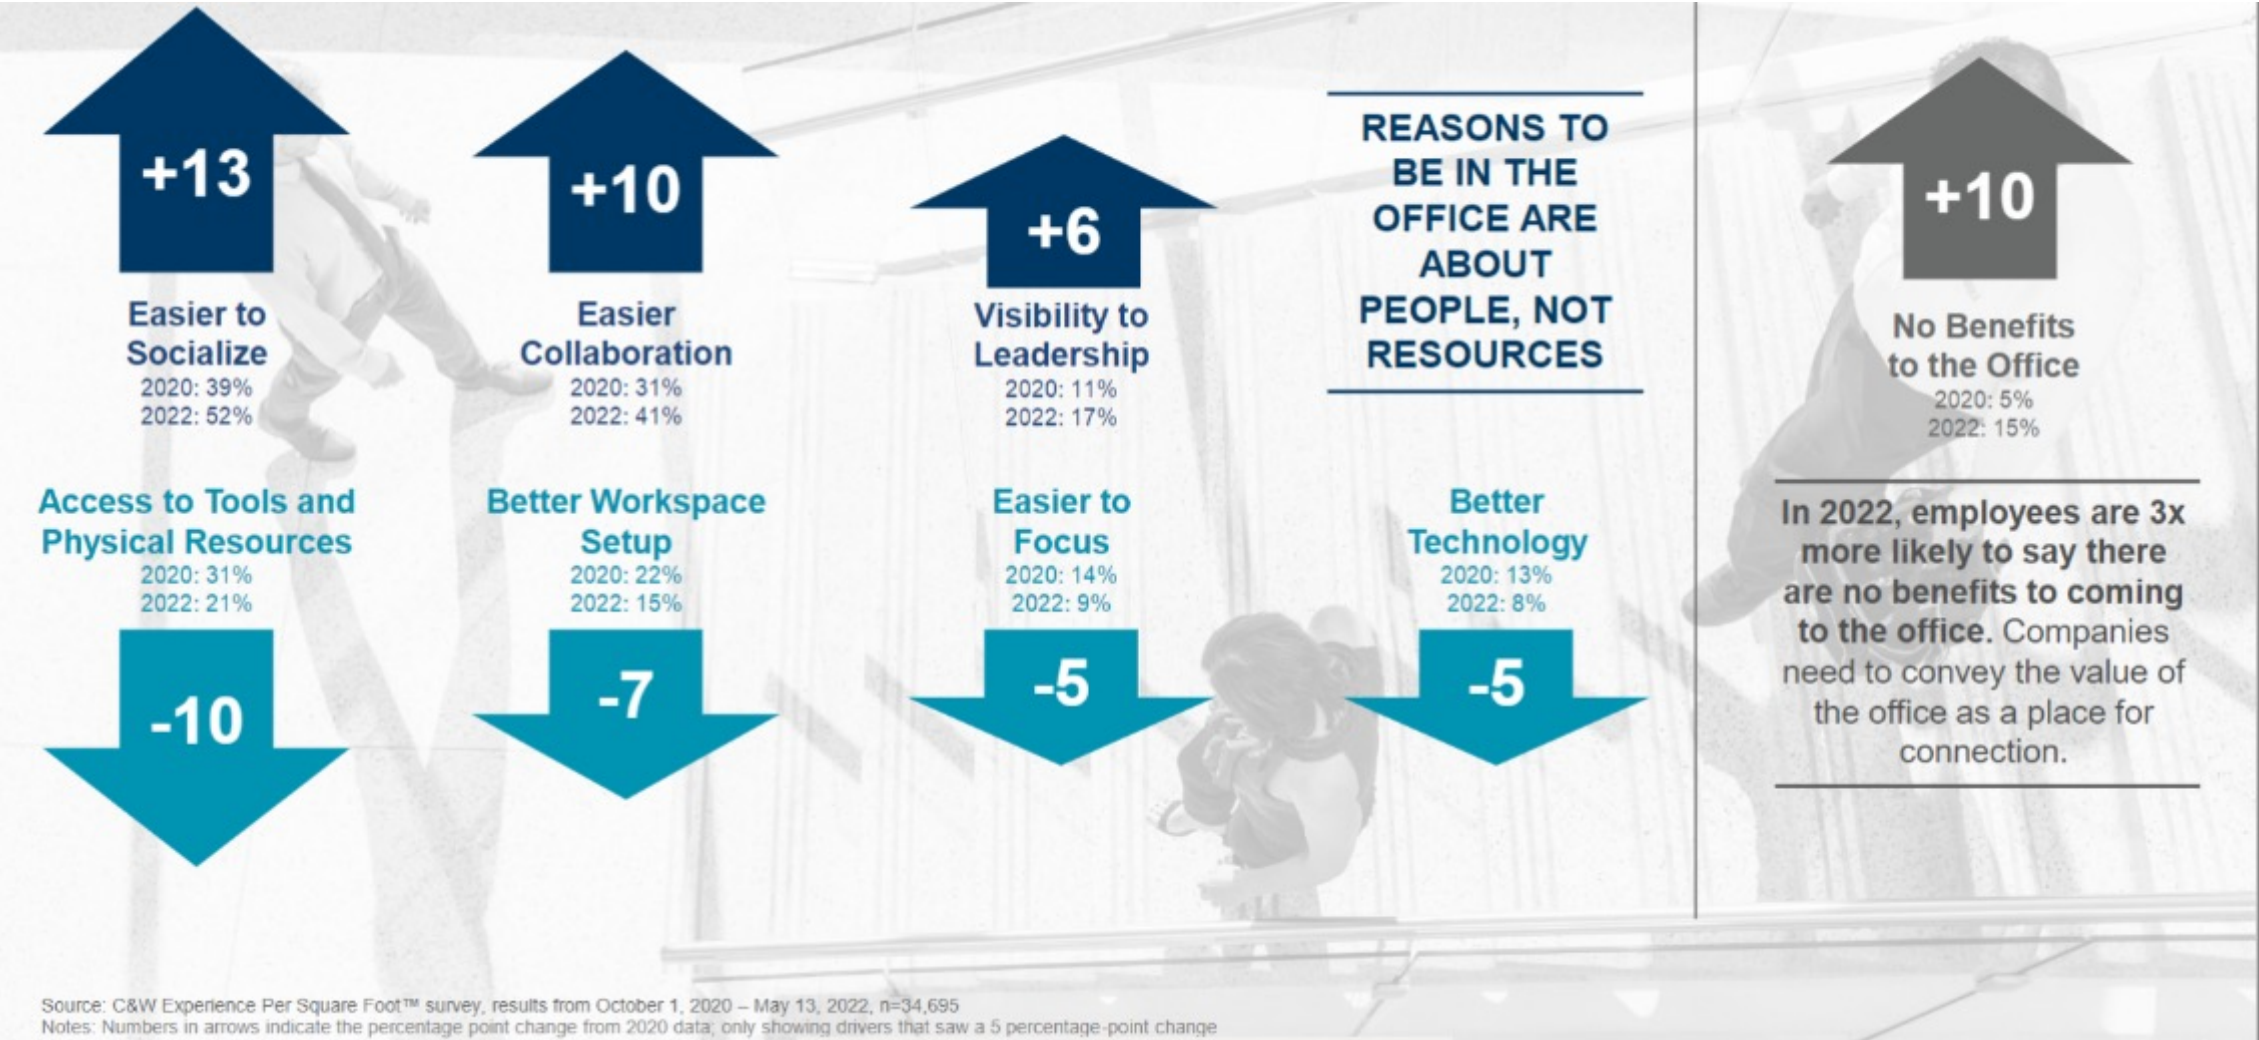 +13
Easier to
Socialize
2020: 39%
2022: 52%
+10
Easier
Collaboration
2020: 31%
2022: 41%
+6
Visibility to
Leadership
2020: 11%
2022: 17%
REASONS TO
BE IN THE
OFFICE ARE
ABOUT
PEOPLE, NOT
RESOURCES
Access to Tools and
Physical Resources
2020: 31%
2022: 21%
-10
Better Workspace
Setup
2020: 22%
2022: 15%
-7
Easier to
Focus
2020: 14%
2022: 9%
-5
Better
Technology
2020: 13%
2022: 8%
-5
+10
No Benefits
to the Office
2020: 5%
2022: 15%
In 2022, employees are 3x
more likely to say there
are no benefits to coming
to the office. Companies
need to convey the value of
the office as a place for
connection.
Source: C&W Experience Per Square Foot™ survey, results from October 1, 2020 – May 13, 2022, n=34,695
Notes: Numbers in arrows indicate the percentage point change from 2020 data; only showing drivers that saw a 5 percentage-point change